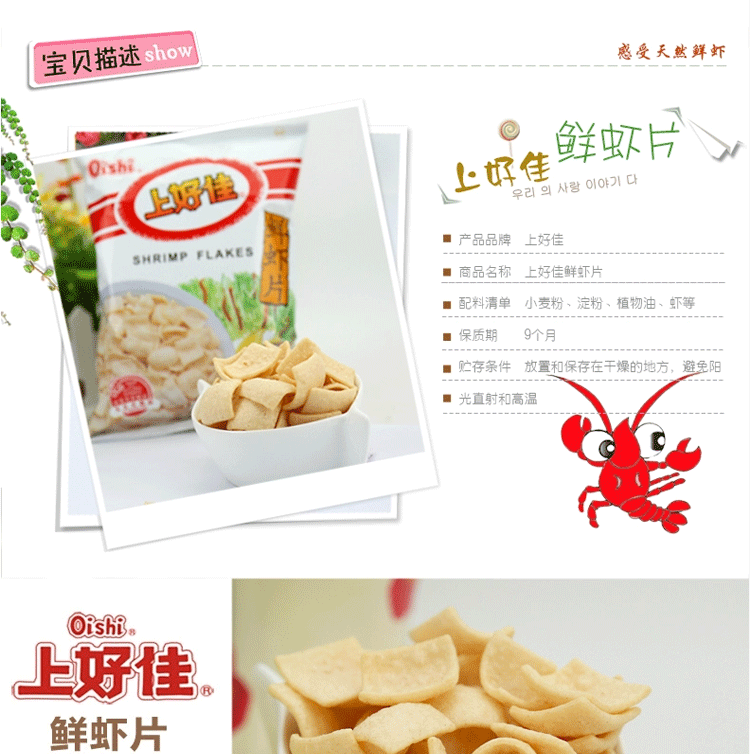 宝贝描述show
感受天然鲜虾
上好佳 鲜虾片
우리 의 사랑 이야기 다
Oishi
上好佳
SHRIMP FLAKES
鲜虾片
产品品牌 上好佳
商品名称 上好佳鲜虾片
配料清单 小麦粉、淀粉、植物油、虾等
保质期 9个月
贮存条件 放置和保存在干燥的地方，避免阳
光直射和高温
Oishi®
上好佳®
鲜虾片